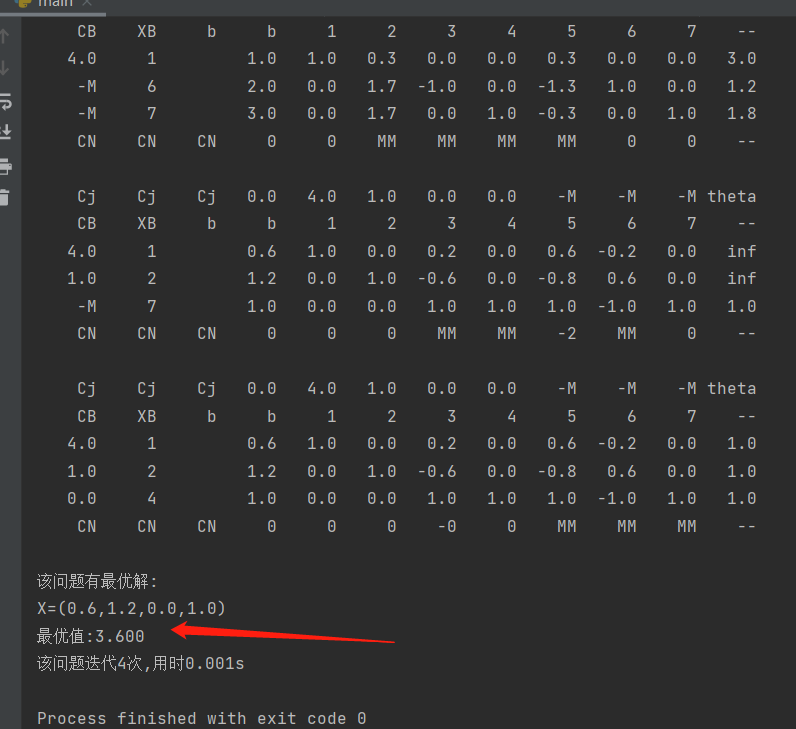 main
CB XB b b 1 2 3 4 5 6 7 --
4.0 1 1.0 1.0 0.3 0.0 0.0 0.3 0.0 0.0 3.0
-M 6 2.0 0.0 1.7 -1.0 0.0 -1.3 1.0 0.0 1.2
-M 7 3.0 0.0 1.7 0.0 1.0 -0.3 0.0 1.0 1.8
CN CN CN 0 0 MM MM MM MM 0 0 --
Cj Cj Cj 0.0 4.0 1.0 0.0 0.0 -M -M -M theta
CB XB b b 1 2 3 4 5 6 7 --
4.0 1 0.6 1.0 0.0 0.2 0.0 0.6 -0.2 0.0 inf
1.0 2 1.2 0.0 1.0 -0.6 0.0 -0.8 0.6 0.0 inf
-M 7 1.0 0.0 0.0 1.0 1.0 1.0 -1.0 1.0 1.0
CN CN CN 0 0 0 MM MM -2 MM 0 --
Cj Cj Cj 0.0 4.0 1.0 0.0 0.0 -M -M -M theta
CB XB b b 1 2 3 4 5 6 7 --
4.0 1 0.6 1.0 0.0 0.2 0.0 0.6 -0.2 0.0 1.0
1.0 2 1.2 0.0 1.0 -0.6 0.0 -0.8 0.6 0.0 1.0
0.0 4 1.0 0.0 0.0 1.0 1.0 1.0 -1.0 1.0 1.0
CN CN CN 0 0 0 -0 0 MM MM MM --
该问题有最优解:
X=(0.6,1.2,0.0,1.0)
最优值:3.600
该问题迭代4次,用时0.001s
Process finished with exit code 0